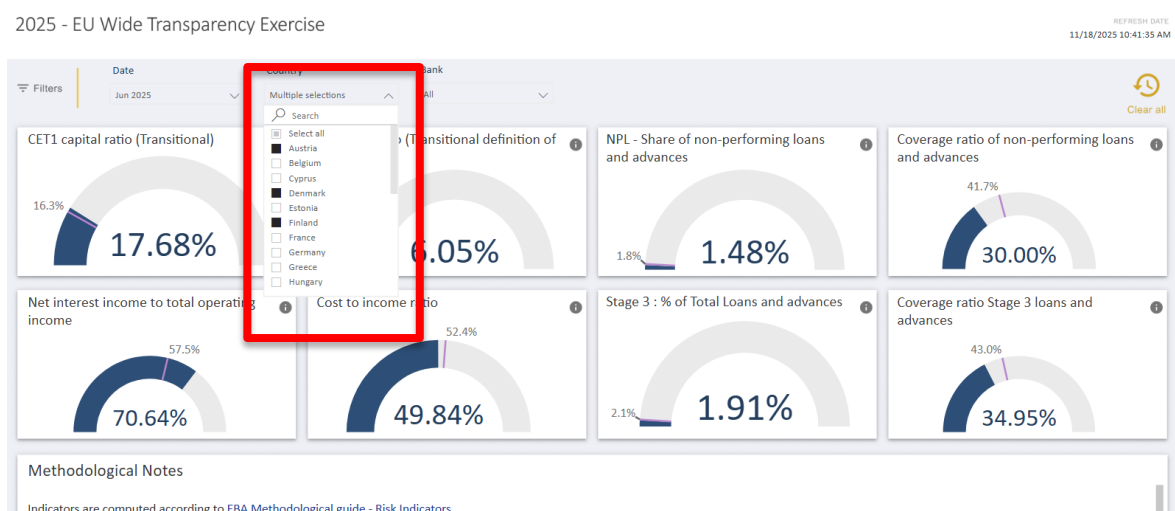 2025 - EU Wide Transparency Exercise
REFRESH DATE
11/18/2025 10:41:35 AM
Filters
Date
Country
Bank
Jun 2025
Multiple selections
All
Clear all
Search
Select all
Austria
Belgium
Cyprus
Denmark
Estonia
Finland
France
Germany
Greece
Hungary
CET1 capital ratio (Transitional)
16.3%
17.68%
(Transitional definition of
6.05%
NPL - Share of non-performing loans
and advances
1.8%
1.48%
Coverage ratio of non-performing loans
and advances
41.7%
30.00%
Net interest income to total operating
income
57.5%
70.64%
Cost to income ratio
52.4%
49.84%
Stage 3 : % of Total Loans and advances
2.1%
1.91%
Coverage ratio Stage 3 loans and
advances
43.0%
34.95%
Methodological Notes
Indicators are computed according to EBA Methodological guide - Risk Indicators